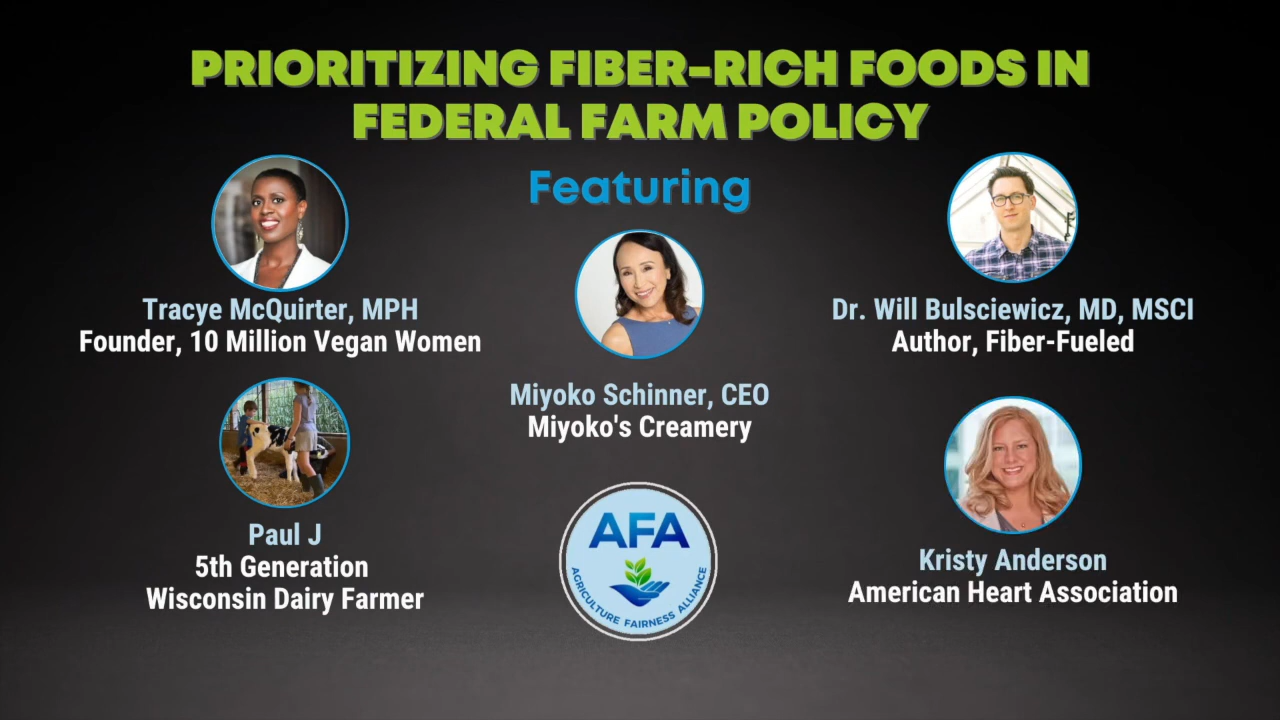 PRIORITIZING FIBER-RICH FOODS IN
FEDERAL FARM POLICY
Featuring
Tracye McQuirter, MPH
Founder, 10 Million Vegan Women
Miyoko Schinner, CEO
Miyoko's Creamery
Dr. Will Bulsciewicz, MD, MSCI
Author, Fiber-Fueled
Paul J
5th Generation
Wisconsin Dairy Farmer
AFA
AGRICULTURE FAIRNESS ALLIANCE
Kristy Anderson
American Heart Association